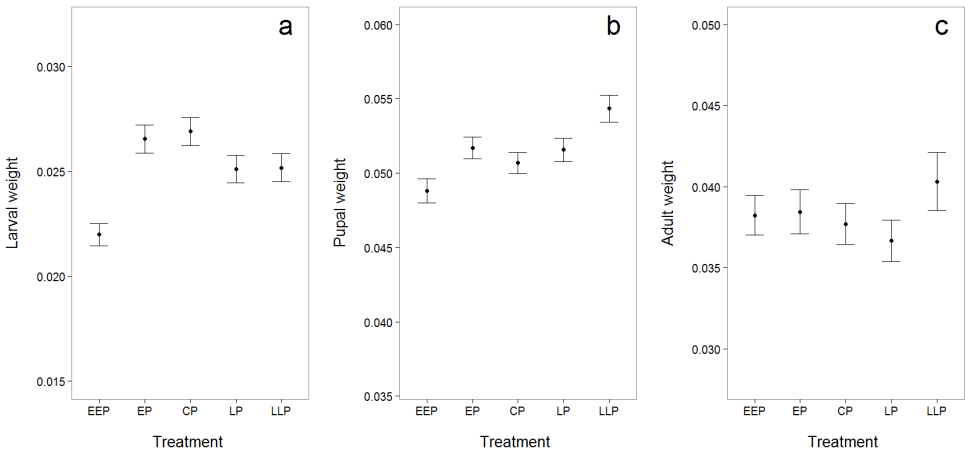 a
Larval weight
0.030
0.025
0.020
0.015
EEP EP CP LP LLP
Treatment
b
Pupal weight
0.060
0.055
0.050
0.045
0.040
0.035
EEP EP CP LP LLP
Treatment
c
Adult weight
0.050
0.045
0.040
0.035
0.030
EEP EP CP LP LLP
Treatment